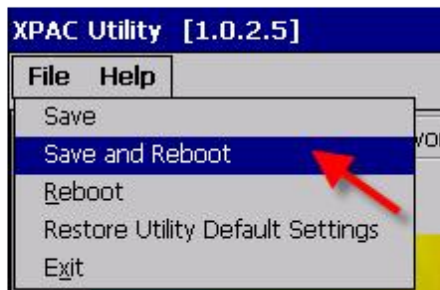 XPAC Utility [1.0.2.5]
File Help
Save
Save and Reboot
Reboot
Restore Utility Default Settings
Exit